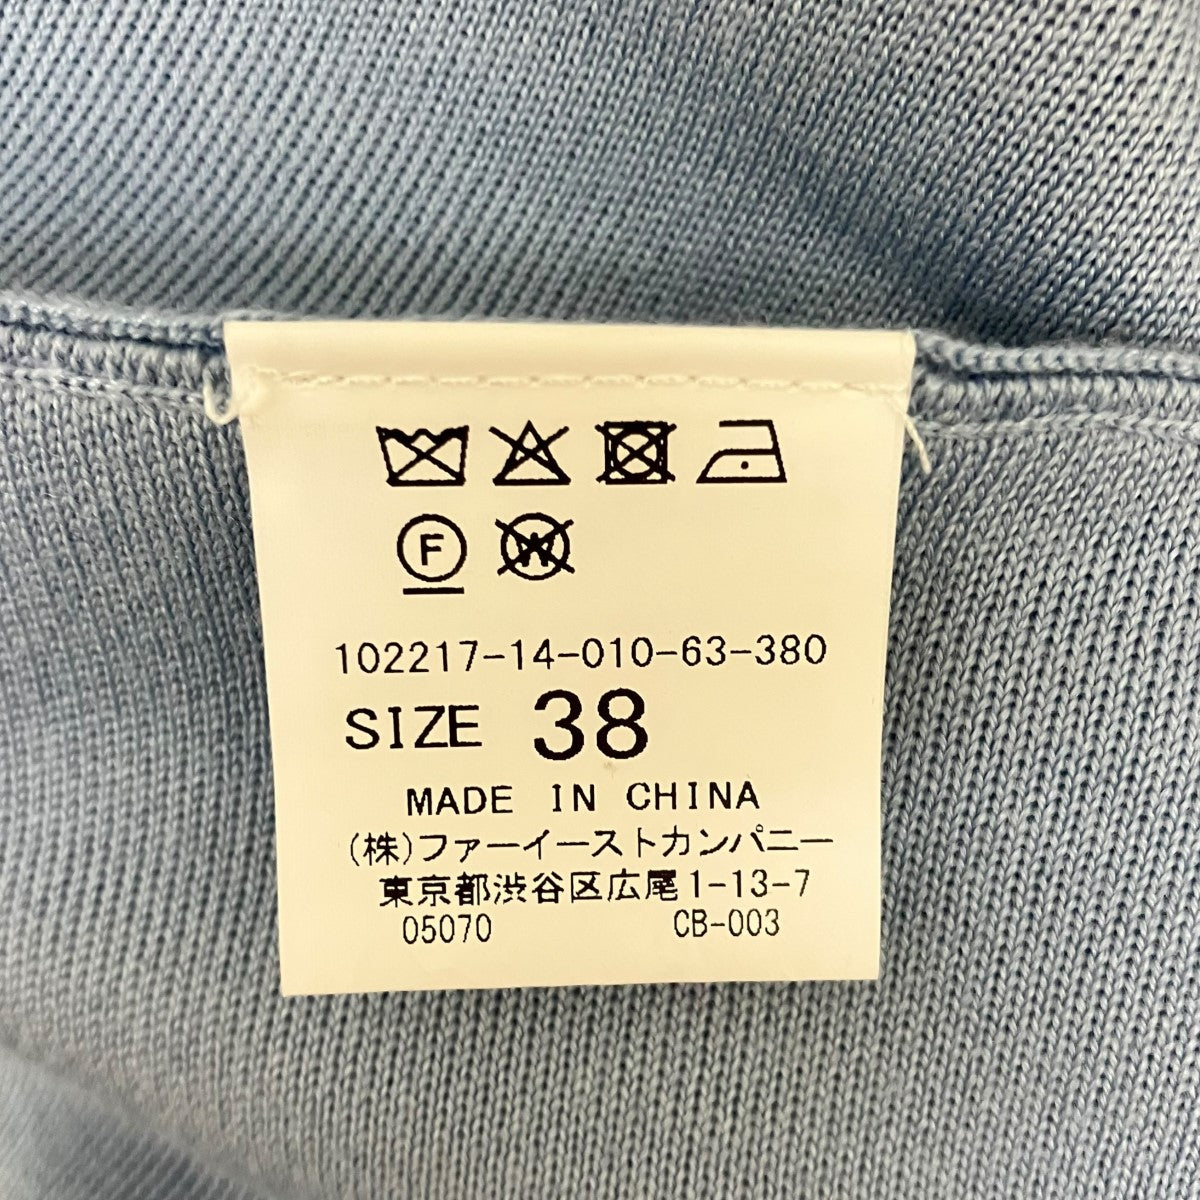 F W
102217-14-010-63-380
SIZE 38
MADE IN CHINA
(株)ファーイーストカンパニー
東京都渋谷区広尾1-13-7
05070 CB-003